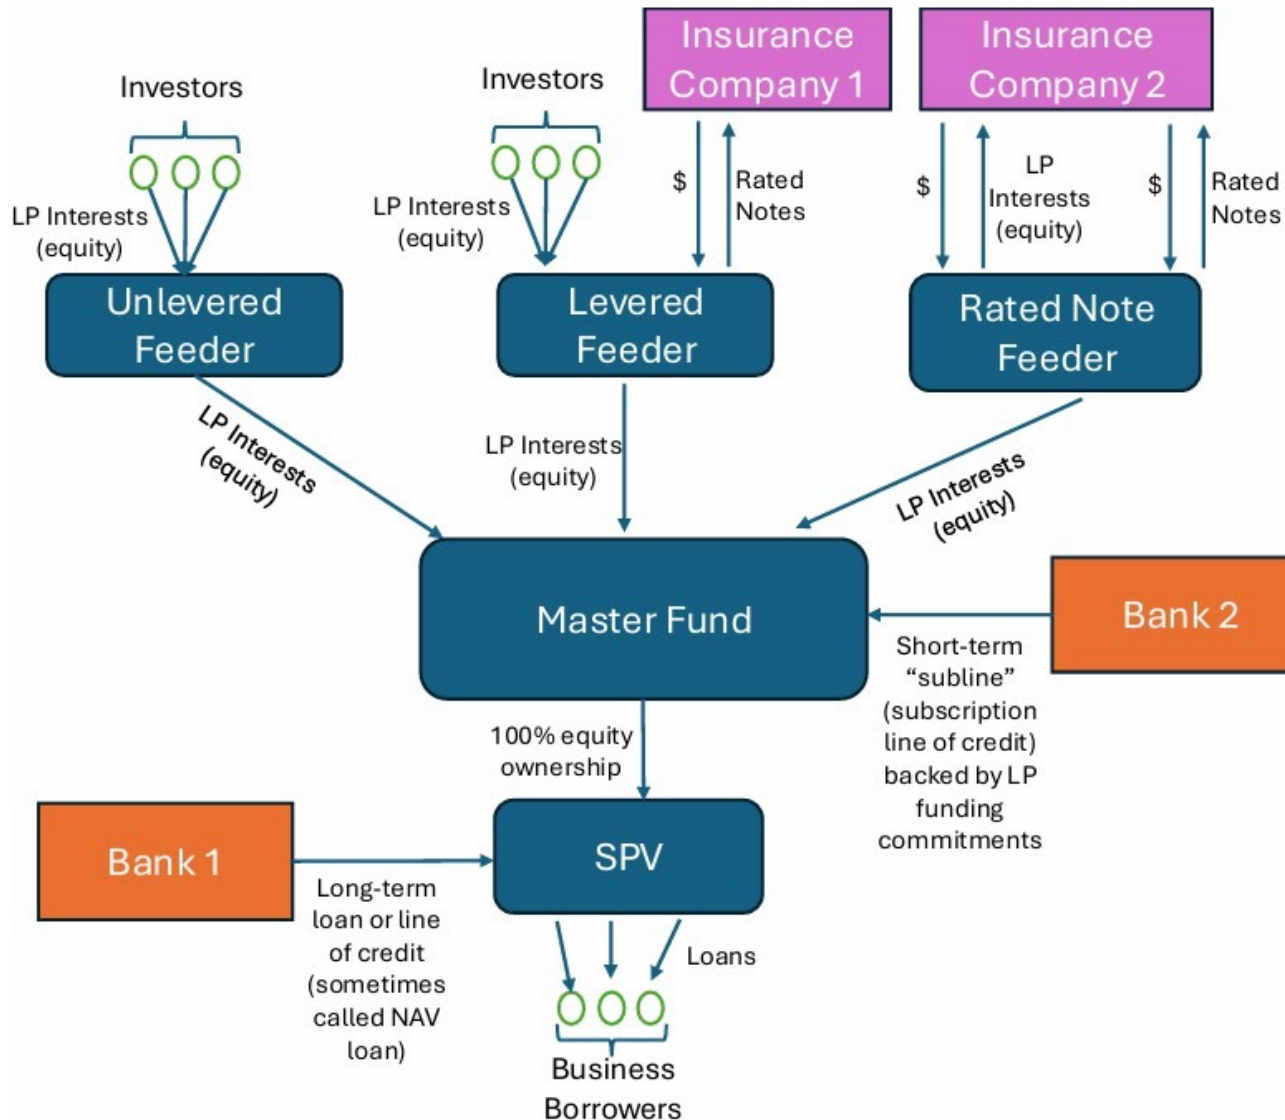 Investors
LP Interests
(equity)
Unlevered
Feeder
Investors
LP Interests
(equity)
Insurance
Company 1
$
Rated
Notes
Levered
Feeder
Insurance
Company 2
$
LP
Interests
(equity)
$
Rated
Notes
Rated Note
Feeder
LP Interests
(equity)
LP Interests
(equity)
LP Interests
(equity)
Master Fund
Bank 2
Short-term
“subline”
(subscription
line of credit)
backed by LP
funding
commitments
100% equity
ownership
Bank 1
Long-term
loan or line
of credit
(sometimes
called NAV
loan)
SPV
Loans
Business
Borrowers